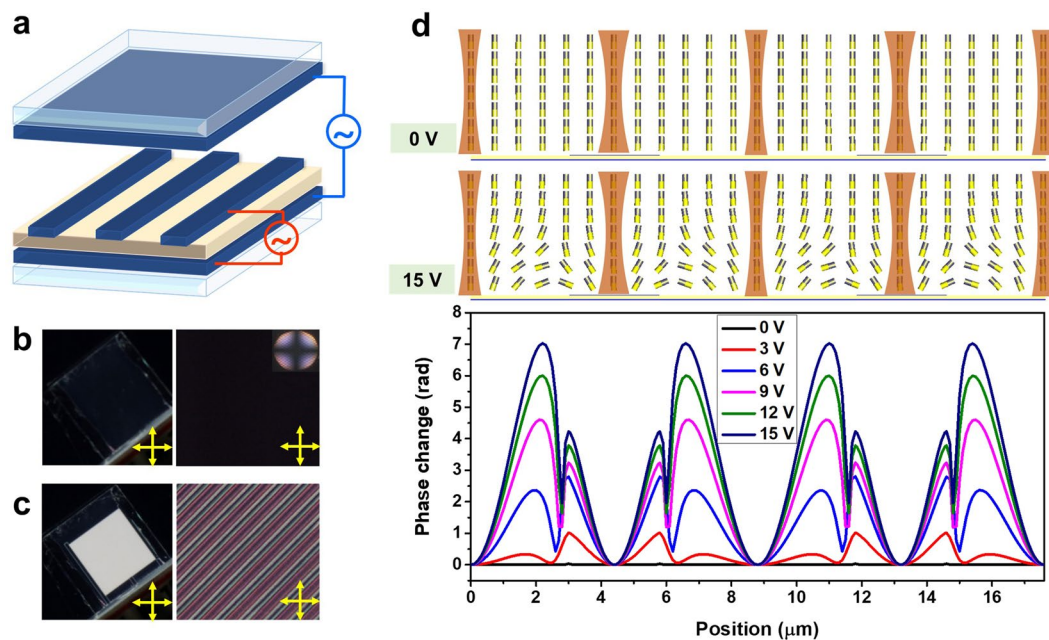 a
d
0 V
15 V
b
c
8
7
6
5
4
3
2
1
0
Phase change (rad)
0 V
3 V
6 V
9 V
12 V
15 V
0 2 4 6 8 10 12 14 16
Position (μm)